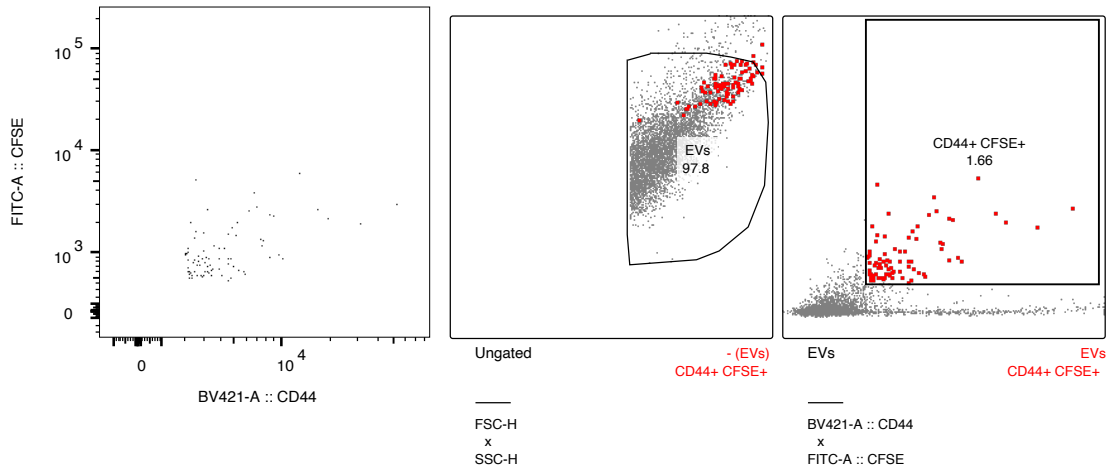 10^5
10^4
10^3
0
FITC-A :: CFSE
0
10^4
BV421-A :: CD44
EVs
97.8
Ungated
- (EVs)
CD44+ CFSE+
FSC-H
x
SSC-H
CD44+ CFSE+
1.66
EVs
EVs
CD44+ CFSE+
BV421-A :: CD44
x
FITC-A :: CFSE